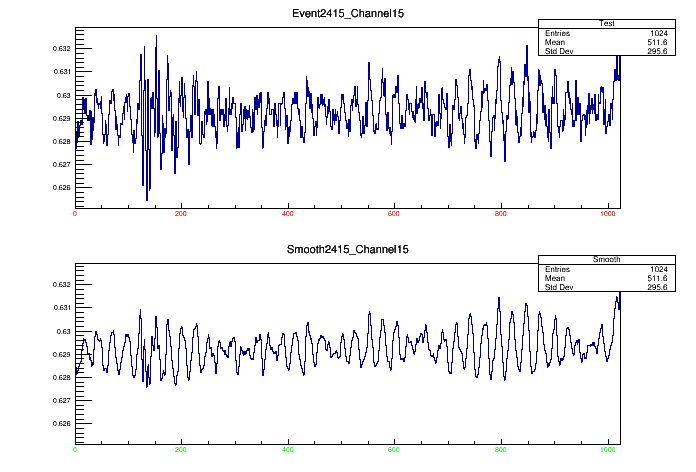 Event2415_Channel15
Test
Entries 1024
Mean 511.6
Std Dev 295.6
0.632
0.631
0.63
0.629
0.628
0.627
0.626
0 200 400 600 800 1000
Smooth2415_Channel15
Smooth
Entries 1024
Mean 511.6
Std Dev 295.6
0.632
0.631
0.63
0.629
0.628
0.627
0.626
0 200 400 600 800 1000